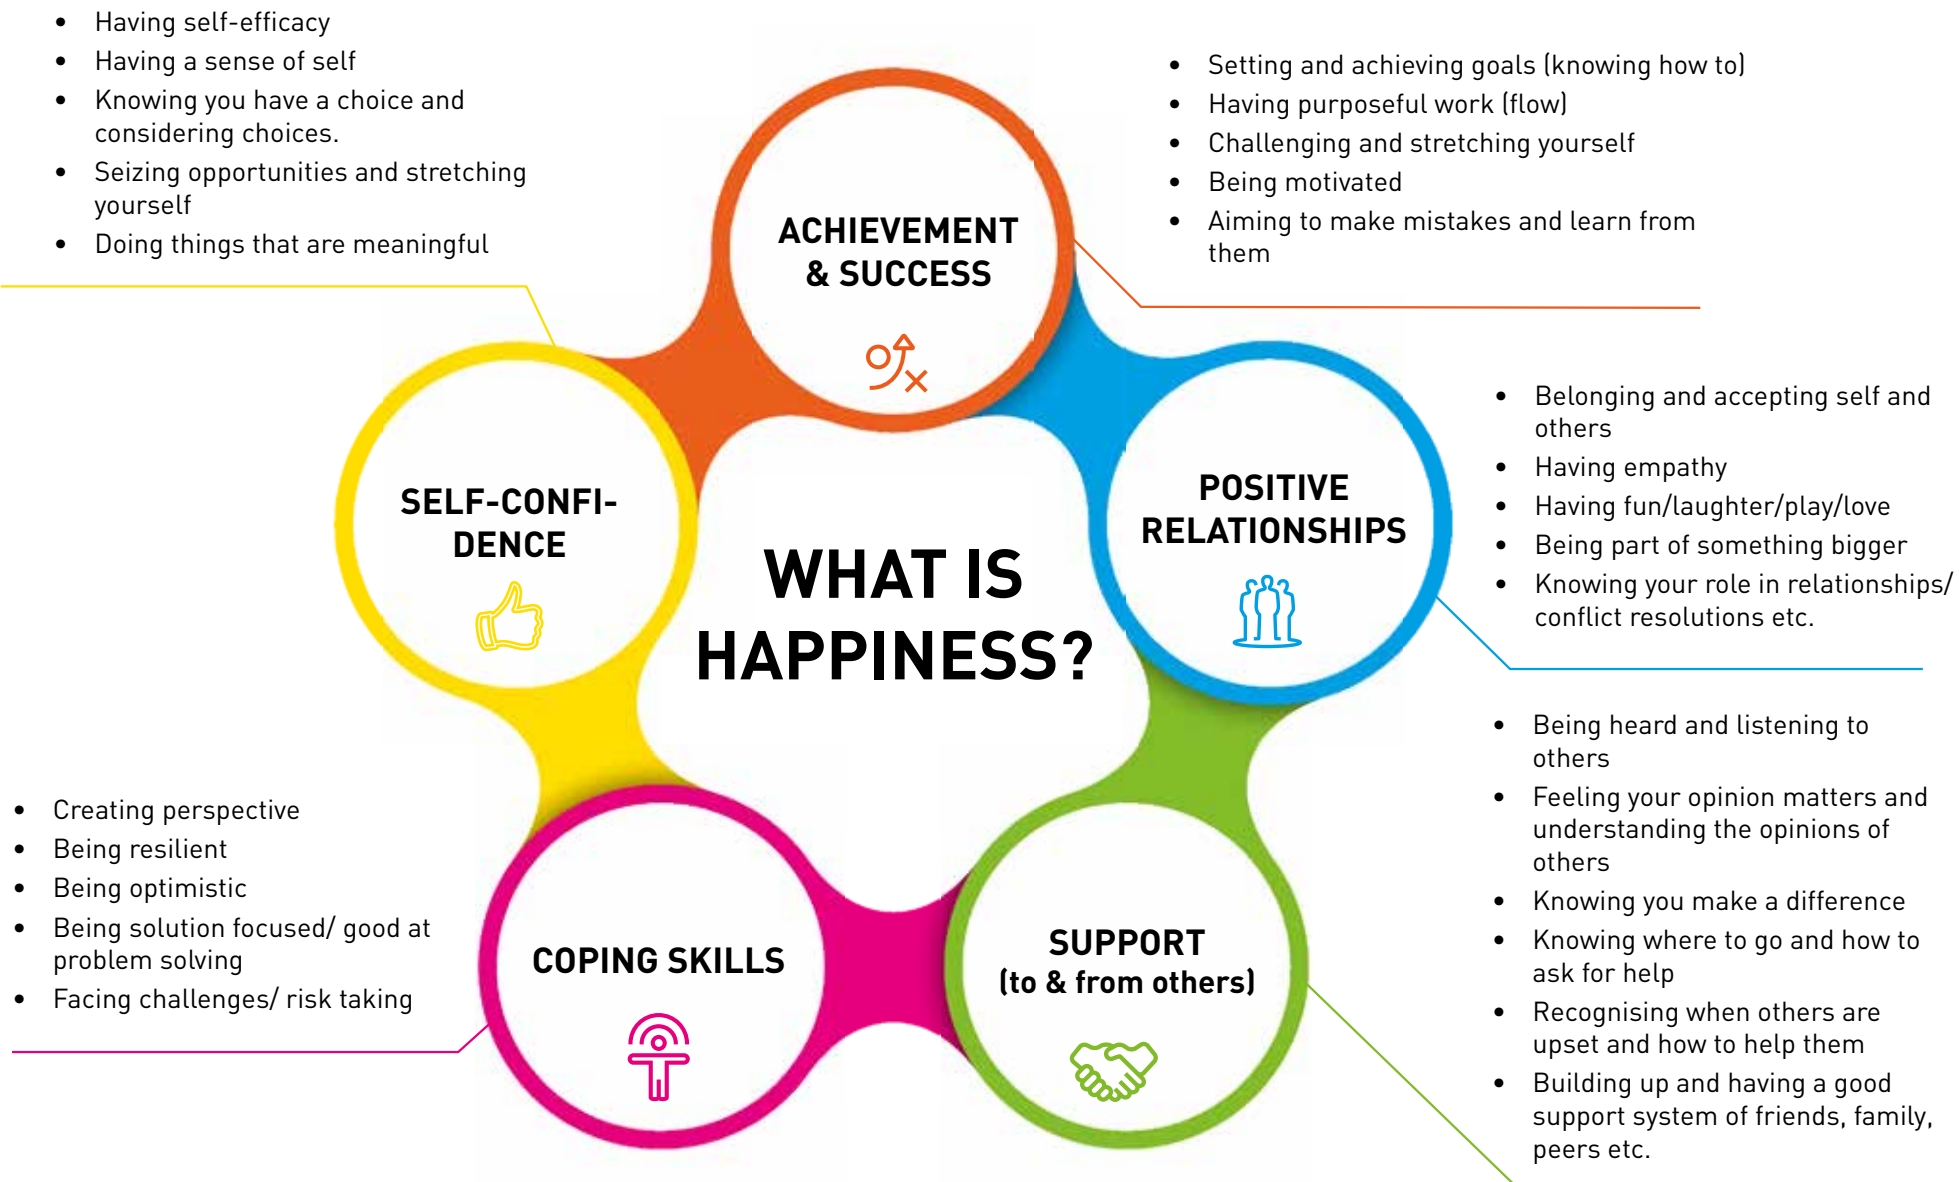 • Having self-efficacy
• Having a sense of self
• Knowing you have a choice and
considering choices.
• Seizing opportunities and stretching
yourself
• Doing things that are meaningful
• Setting and achieving goals (knowing how to)
• Having purposeful work (flow)
• Challenging and stretching yourself
• Being motivated
• Aiming to make mistakes and learn from
them
ACHIEVEMENT
& SUCCESS
SELF-CONFI-
DENCE
WHAT IS
HAPPINESS?
POSITIVE
RELATIONSHIPS
• Belonging and accepting self and
others
• Having empathy
• Having fun/laughter/play/love
• Being part of something bigger
• Knowing your role in relationships/
conflict resolutions etc.
• Creating perspective
• Being resilient
• Being optimistic
• Being solution focused/ good at
problem solving
• Facing challenges/ risk taking
COPING SKILLS
SUPPORT
(to & from others)
• Being heard and listening to
others
• Feeling your opinion matters and
understanding the opinions of
others
• Knowing you make a difference
• Knowing where to go and how to
ask for help
• Recognising when others are
upset and how to help them
• Building up and having a good
support system of friends, family,
peers etc.